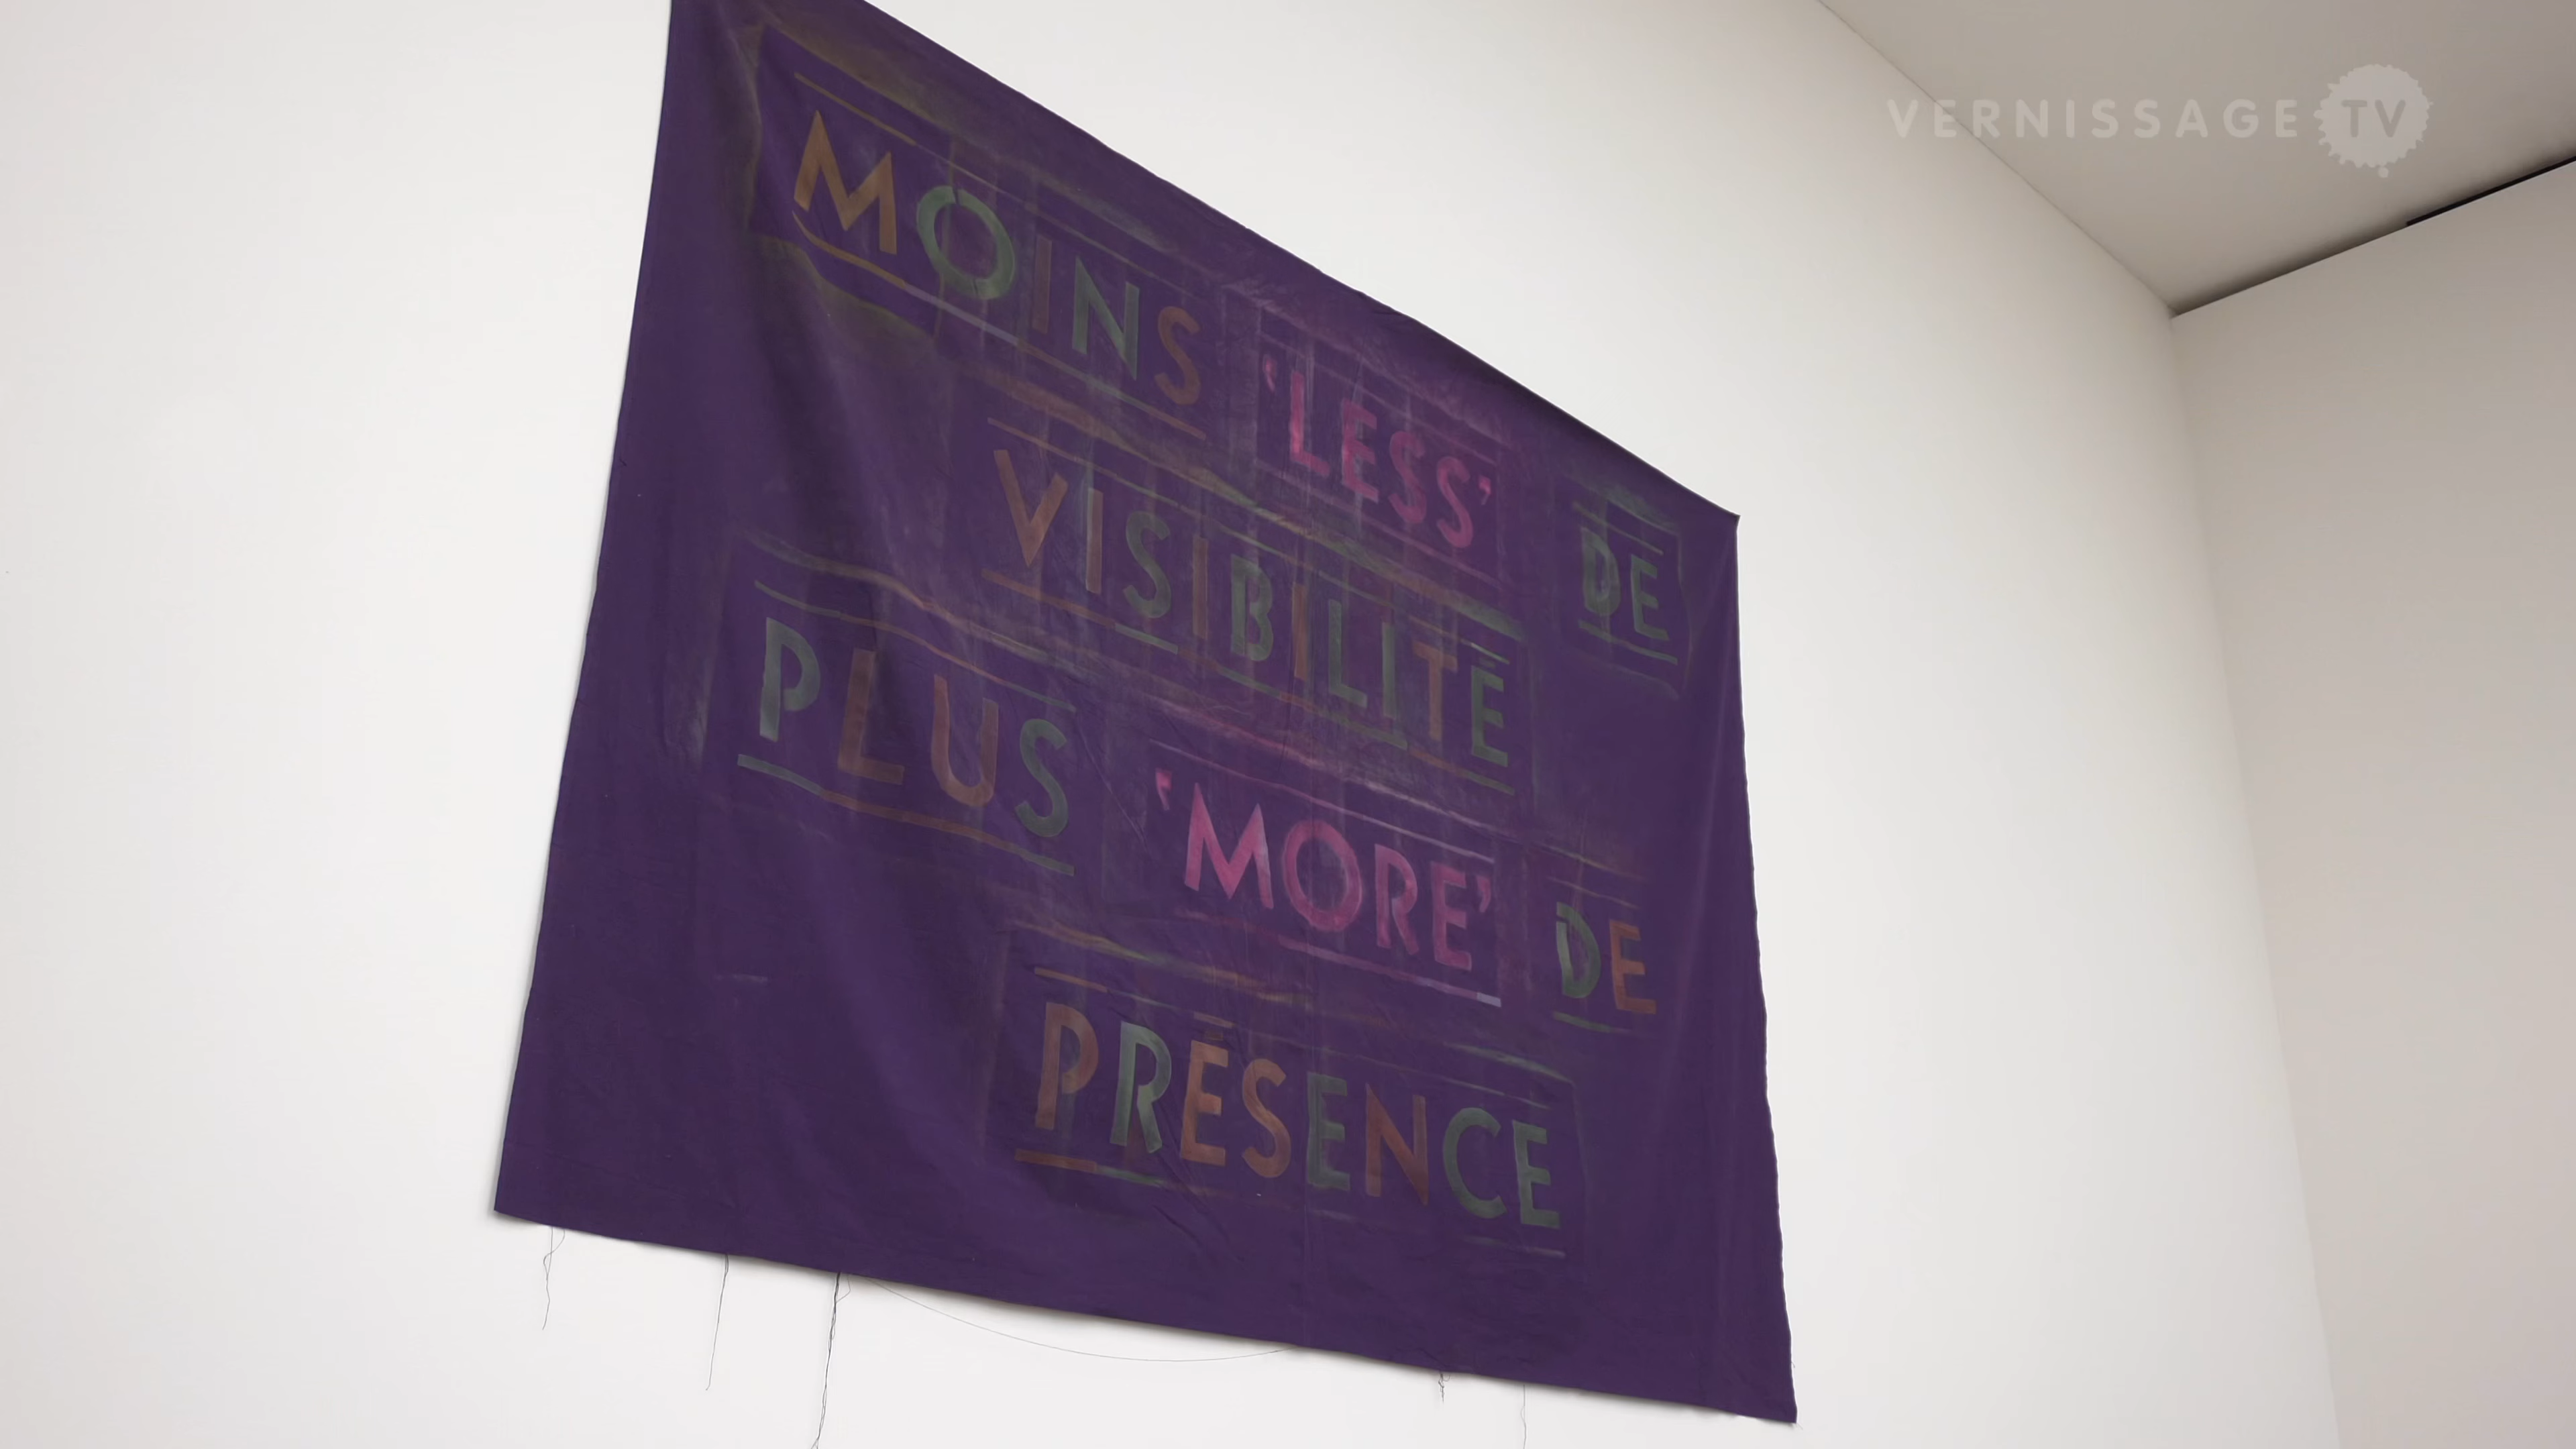 VERNISSAGE TV
MOINS 'LESS' DE
VISIBILITÉ
PLUS 'MORE' DE
PRÉSENCE